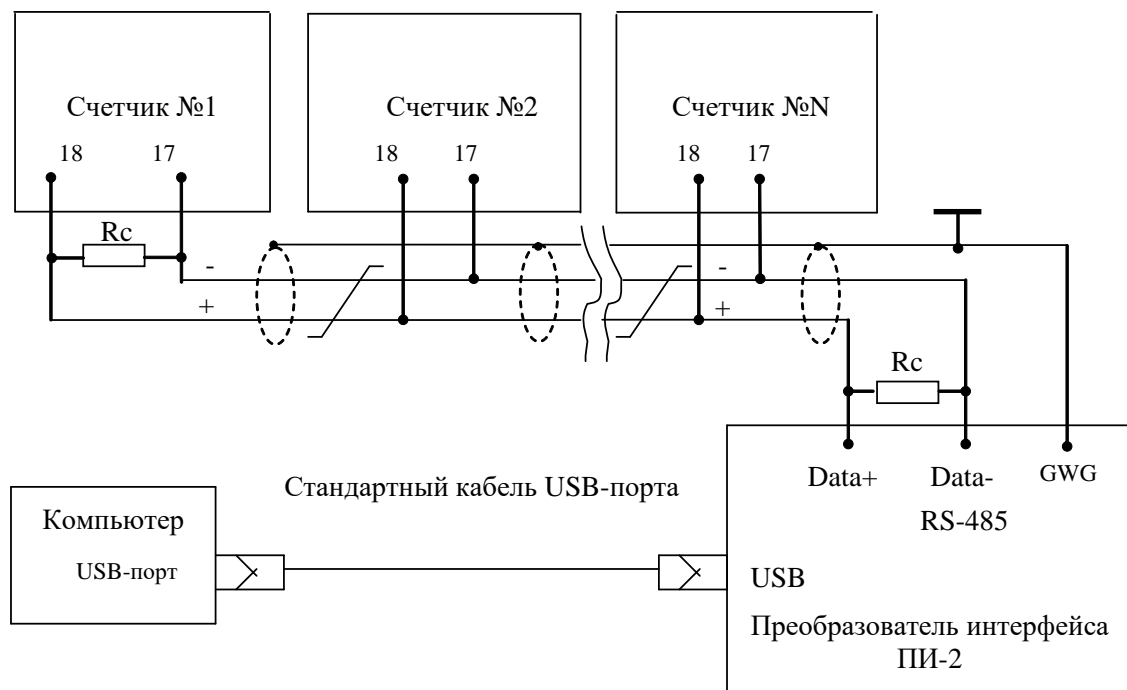 Счетчик №1
Счетчик №2
Счетчик №N
18
17
18
17
18
17
Rc
-
+
-
+
Rc
Data+
Data-
GWG
RS-485
Стандартный кабель USB-порта
Компьютер
USB-порт
USB
Преобразователь интерфейса
ПИ-2